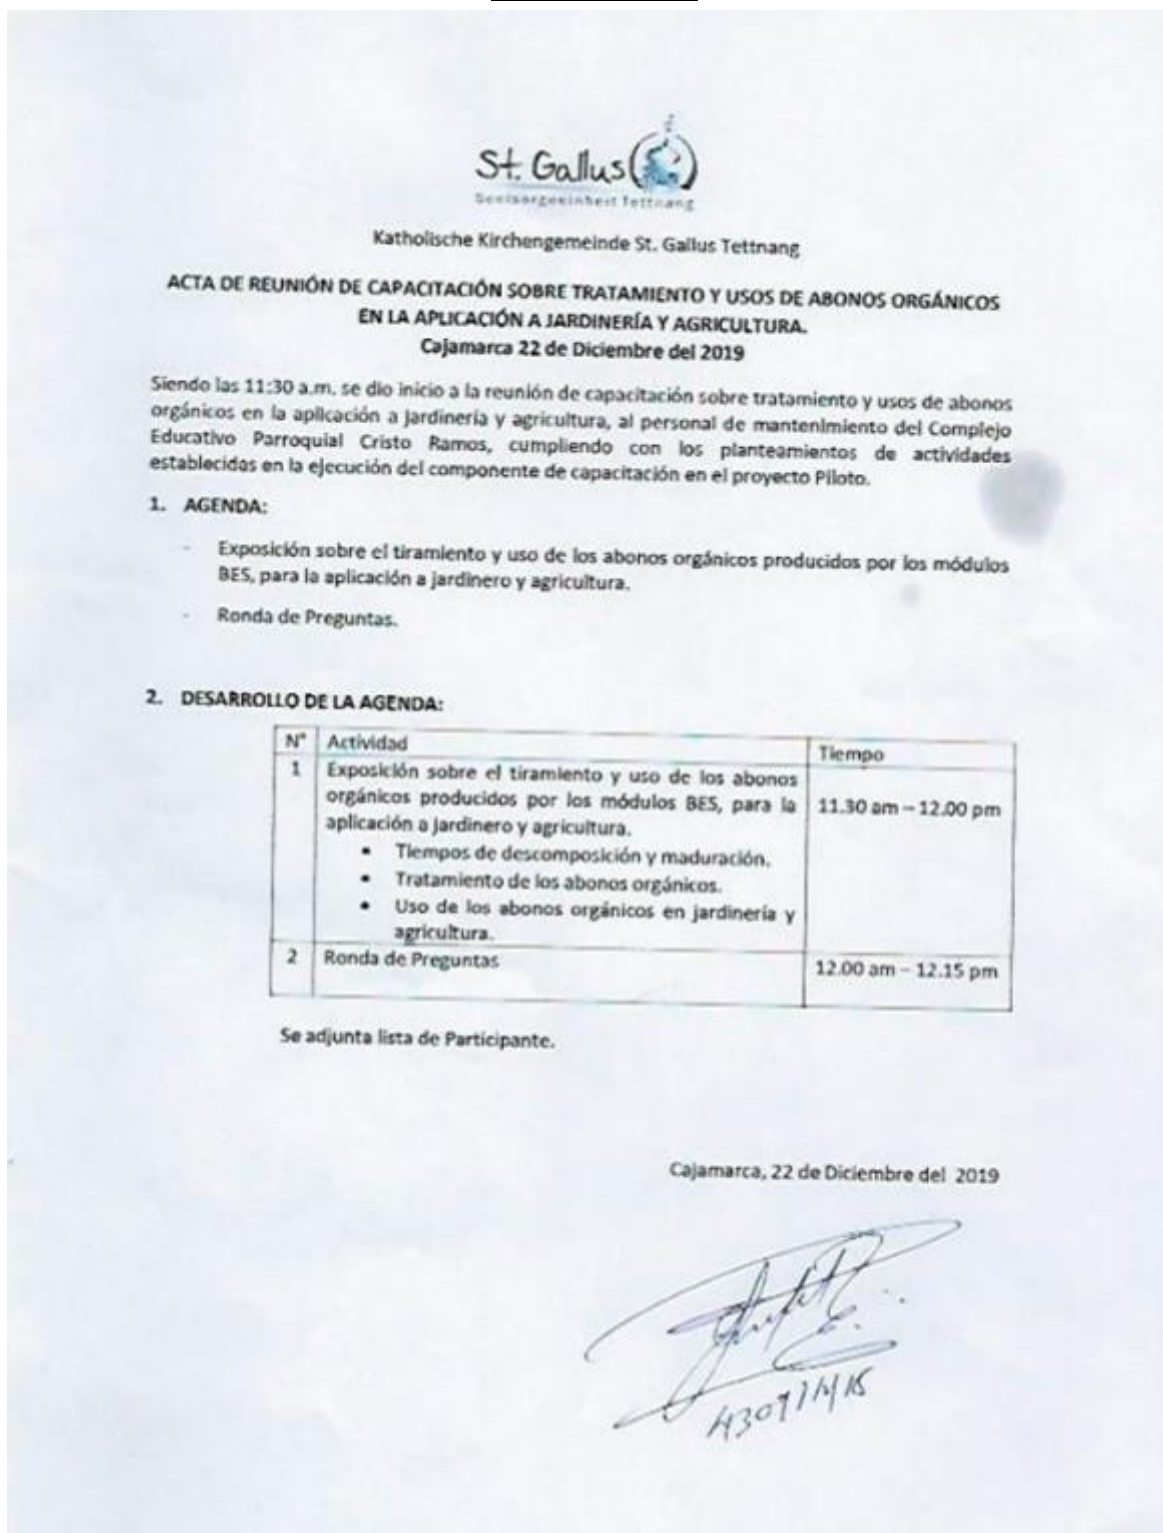 St. Gallus
Seelsorgeeinheit Tettnang
Katholische Kirchengemeinde St. Gallus Tettnang
ACTA DE REUNIÓN DE CAPACITACIÓN SOBRE TRATAMIENTO Y USOS DE ABONOS ORGÁNICOS
EN LA APLICACIÓN A JARDINERÍA Y AGRICULTURA.
Cajamarca 22 de Diciembre del 2019
Siendo las 11:30 a.m. se dio inicio a la reunión de capacitación sobre tratamiento y usos de abonos
orgánicos en la aplicación a jardinería y agricultura, al personal de mantenimiento del Complejo
Educativo Parroquial Cristo Ramos, cumpliendo con los planteamientos de actividades
establecidas en la ejecución del componente de capacitación en el proyecto Piloto.
1. AGENDA:
- Exposición sobre el tiramiento y uso de los abonos orgánicos producidos por los módulos
BES, para la aplicación a jardinero y agricultura.
- Ronda de Preguntas.
2. DESARROLLO DE LA AGENDA:
N° Actividad Tiempo
1 Exposición sobre el tiramiento y uso de los abonos
orgánicos producidos por los módulos BES, para la 11.30 am – 12.00 pm
aplicación a jardinero y agricultura.
• Tiempos de descomposición y maduración.
• Tratamiento de los abonos orgánicos.
• Uso de los abonos orgánicos en jardinería y
agricultura.
2 Ronda de Preguntas 12.00 am – 12.15 pm
Se adjunta lista de Participante.
Cajamarca, 22 de Diciembre del 2019